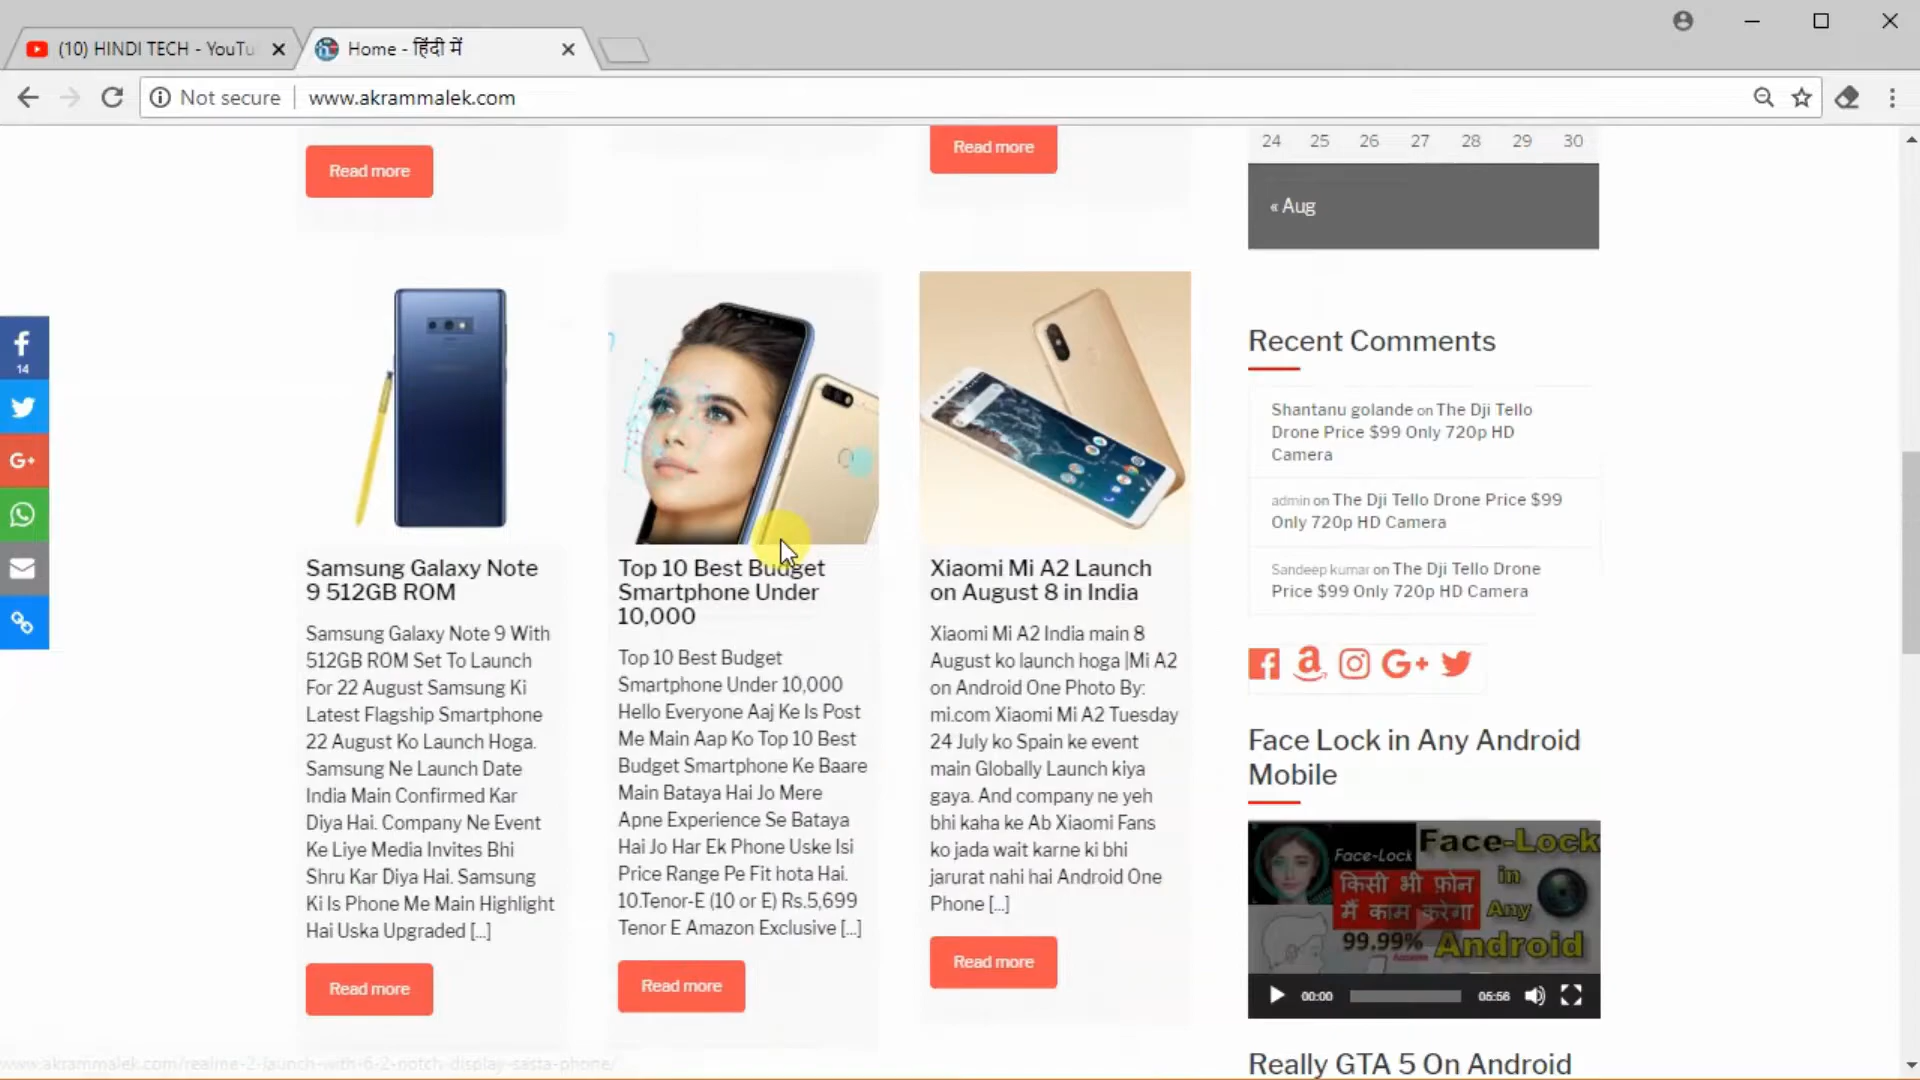 (10) HINDI TECH - YouTu
Home - हिंदी में
Not secure
www.akrammalek.com
Read more
Read more
24 25 26 27 28 29 30
« Aug
14
Samsung Galaxy Note
9 512GB ROM
Samsung Galaxy Note 9 With
512GB ROM Set To Launch
For 22 August Samsung Ki
Latest Flagship Smartphone
22 August Ko Launch Hoga.
Samsung Ne Launch Date
India Main Confirmed Kar
Diya Hai. Company Ne Event
Ke Liye Media Invites Bhi
Shru Kar Diya Hai. Samsung
Ki Is Phone Me Main Highlight
Hai Uska Upgraded [...]
Read more
Top 10 Best Budget
Smartphone Under
10,000
Top 10 Best Budget
Smartphone Under 10,000
Hello Everyone Aaj Ke Is Post
Me Main Aap Ko Top 10 Best
Budget Smartphone Ke Baare
Main Bataya Hai Jo Mere
Apne Experience Se Bataya
Hai Jo Har Ek Phone Uske Isi
Price Range Pe Fit hota Hai.
10.Tenor-E (10 or E) Rs.5,699
Tenor E Amazon Exclusive [...]
Read more
Xiaomi Mi A2 Launch
on August 8 in India
Xiaomi Mi A2 India main 8
August ko launch hoga |Mi A2
on Android One Photo By:
mi.com Xiaomi Mi A2 Tuesday
24 July ko Spain ke event
main Globally Launch kiya
gaya. And company ne yeh
bhi kaha ke Ab Xiaomi Fans
ko jada wait karne ki bhi
jarurat nahi hai Android One
Phone [...]
Read more
Recent Comments
Shantanu golande on The Dji Tello
Drone Price $99 Only 720p HD
Camera
admin on The Dji Tello Drone Price $99
Only 720p HD Camera
Sandeep kumar on The Dji Tello Drone
Price $99 Only 720p HD Camera
Face Lock in Any Android
Mobile
Face-Lock
Face-Lock
किसी भी फ़ोन
में काम करेगा
in
Any
99.99%
Android
00:00
05:56
Really GTA 5 On Android
www.akrammalek.com/realme-2-launch-with-6-2-notch-display-sasta-phone/